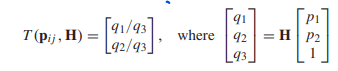 T(p_ij, H) = [q1/q3 q2/q3], where [q1 q2 q3] = H [p1 p2 1]